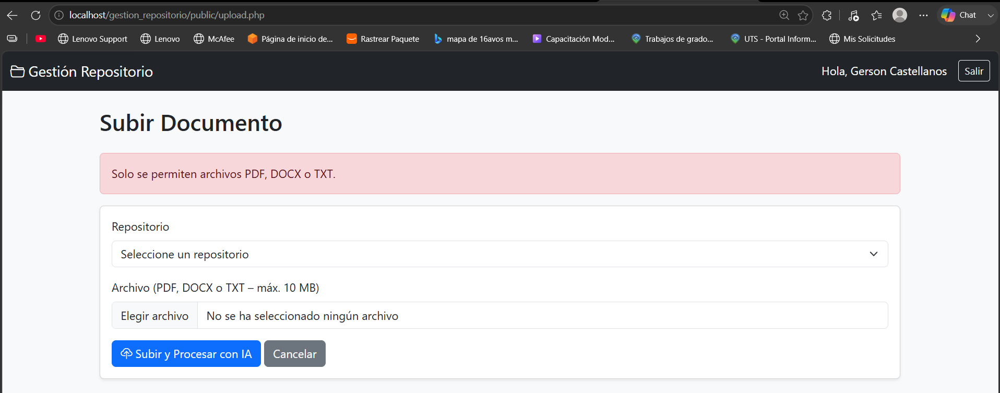 localhost/gestion_repositorio/public/upload.php
Chat
Lenovo Support
Lenovo
McAfee
Página de inicio de...
Rastrear Paquete
mapa de 16avos m...
Capacitación Mod...
Trabajos de grado...
UTS - Portal Inform...
Mis Solicitudes
Gestión Repositorio
Hola, Gerson Castellanos
Salir
Subir Documento
Solo se permiten archivos PDF, DOCX o TXT.
Repositorio
Seleccione un repositorio
Archivo (PDF, DOCX o TXT – máx. 10 MB)
Elegir archivo
No se ha seleccionado ningún archivo
Subir y Procesar con IA
Cancelar